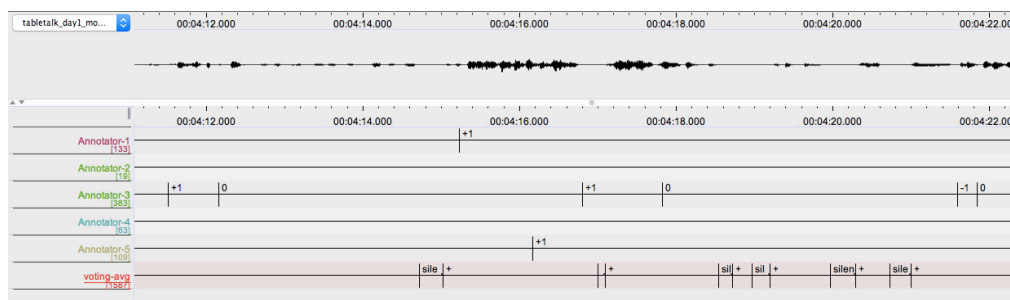 tabletalk_day1_mo...
00:04:12.000 00:04:14.000 00:04:16.000 00:04:18.000 00:04:20.000 00:04:22.
00:04:12.000 00:04:14.000 00:04:16.000 00:04:18.000 00:04:20.000 00:04:22.
Annotator-1 +1
[133]
Annotator-2
[19]
Annotator-3 +1 0 +1 0 -1 0
[383]
Annotator-4
[63]
Annotator-5 +1
[109]
voting-avg sile + . + sil + sil + silen + sile +
[1587]